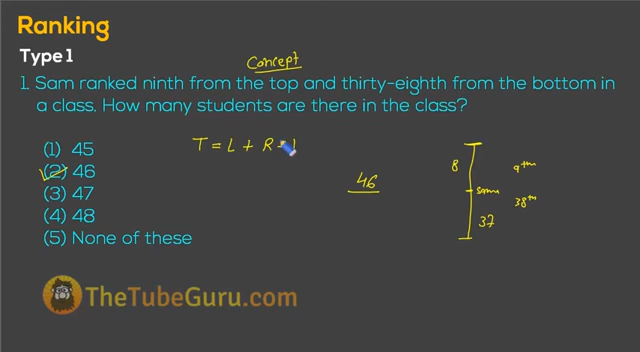 Ranking
Type 1
Concept
1. Sam ranked ninth from the top and thirty-eighth from the bottom in
a class. How many students are there in the class?
(1) 45
(2) 46
(3) 47
(4) 48
(5) None of these
T = L + R - 1
46
8
9th
Sam
38th
37
TheTubeGuru.com